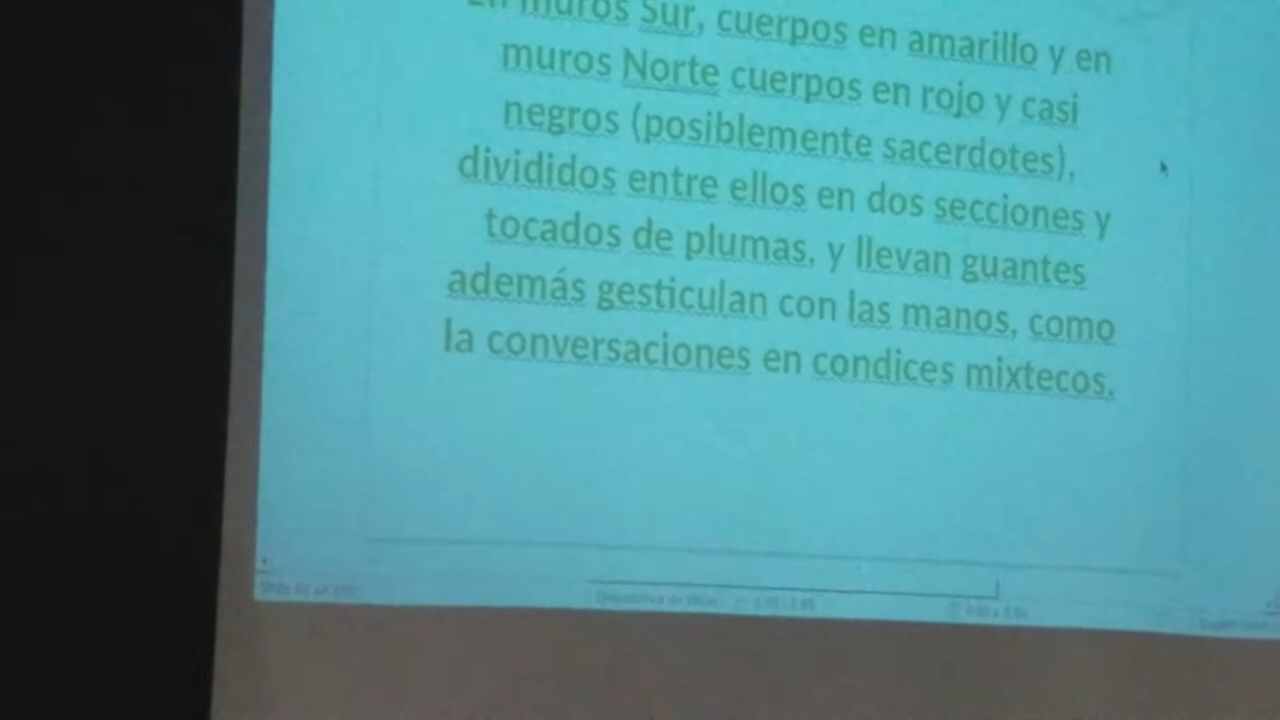 En muros Sur, cuerpos en amarillo y en
muros Norte cuerpos en rojo y casi
negros (posiblemente sacerdotes),
divididos entre ellos en dos secciones y
tocados de plumas, y llevan guantes
además gesticulan con las manos, como
la conversaciones en condices mixtecos.